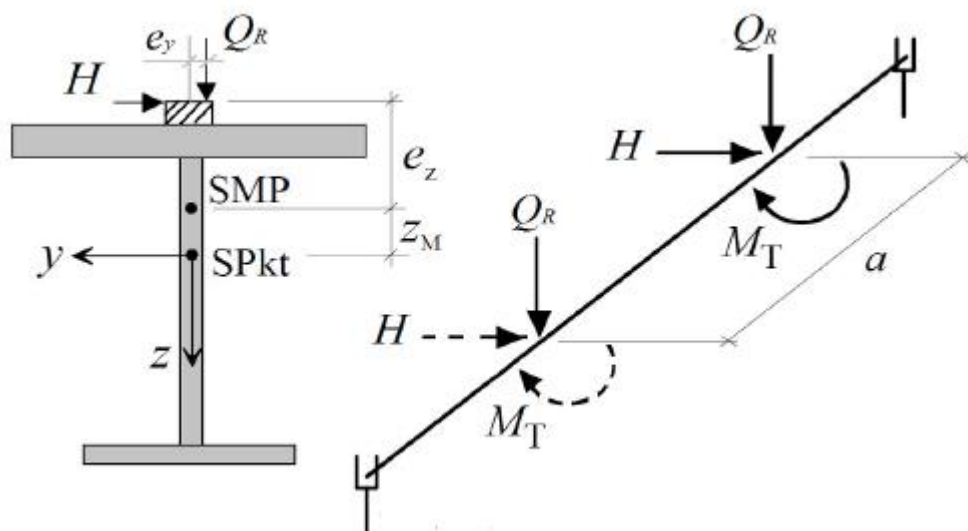 e_y Q_R
H
e_z
SMP
z_M
y SPkt
z
Q_R
H
M_T
a
Q_R
H
M_T